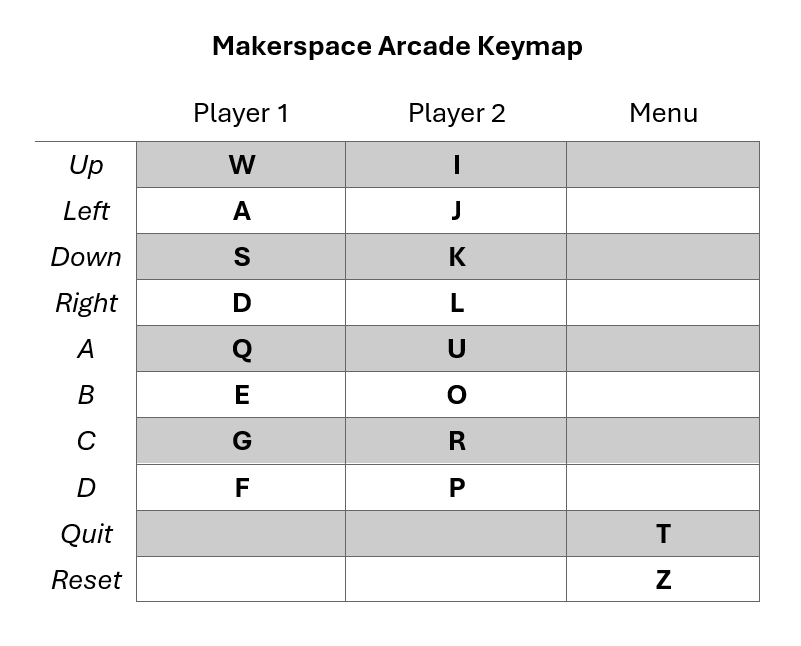 Makerspace Arcade Keymap
Player 1 Player 2 Menu
Up W I
Left A J
Down S K
Right D L
A Q U
B E O
C G R
D F P
Quit T
Reset Z